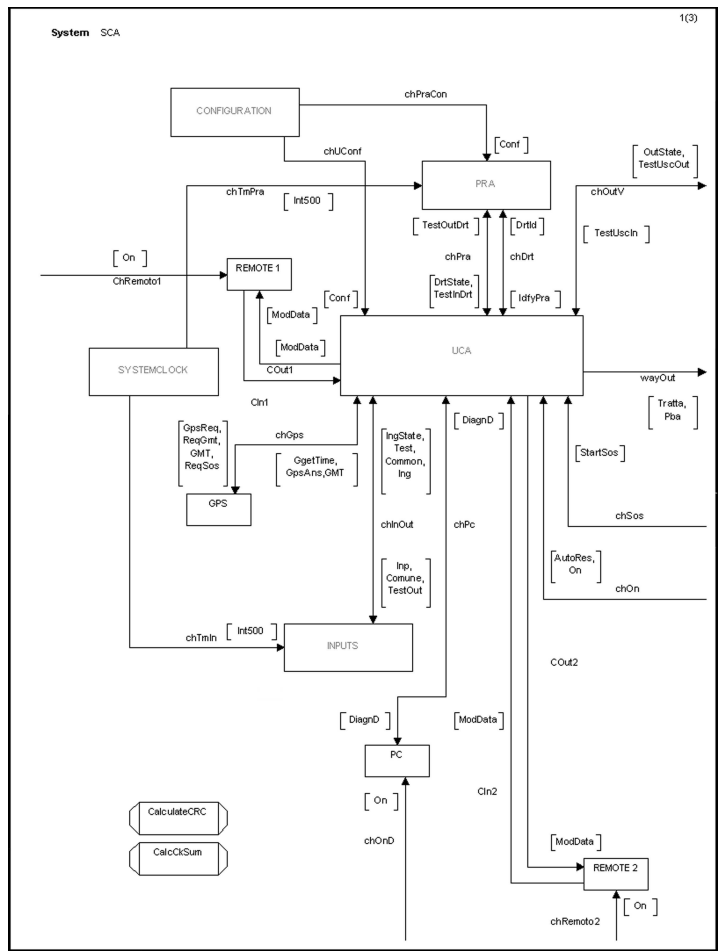 1(3)
System SCA
chPraCon
CONFIGURATION
[ Conf ]
chUConf
[ OutState,
TestUscOut ]
PRA
chTmPra
chOutV
[ Int500 ]
[ TestOutDrt ]
[ DrtId ]
[ TestUscIn ]
[ On ]
chPra
chDrt
REMOTE 1
ChRemoto1
[ DrtState,
TestInDrt ]
[ Conf ]
[ IdfyPra ]
[ ModData ]
[ ModData ]
UCA
SYSTEMCLOCK
COut1
wayOut
CIn1
[ Tratta,
Pba ]
[ GpsReq,
ReqGmt,
GMT,
ReqSos ]
chGps
[ IngState,
Test,
Common,
Ing ]
[ DiagnD ]
[ StartSos ]
[ GgetTime,
GpsAns,GMT ]
GPS
chInOut
chPc
chSos
[ AutoRes,
On ]
[ Inp,
Comune,
TestOut ]
chOn
[ Int500 ]
chTmIn
INPUTS
COut2
[ DiagnD ]
[ ModData ]
PC
[ On ]
CIn2
CalculateCRC
chOnD
[ ModData ]
CalcCkSum
REMOTE 2
[ On ]
chRemoto2